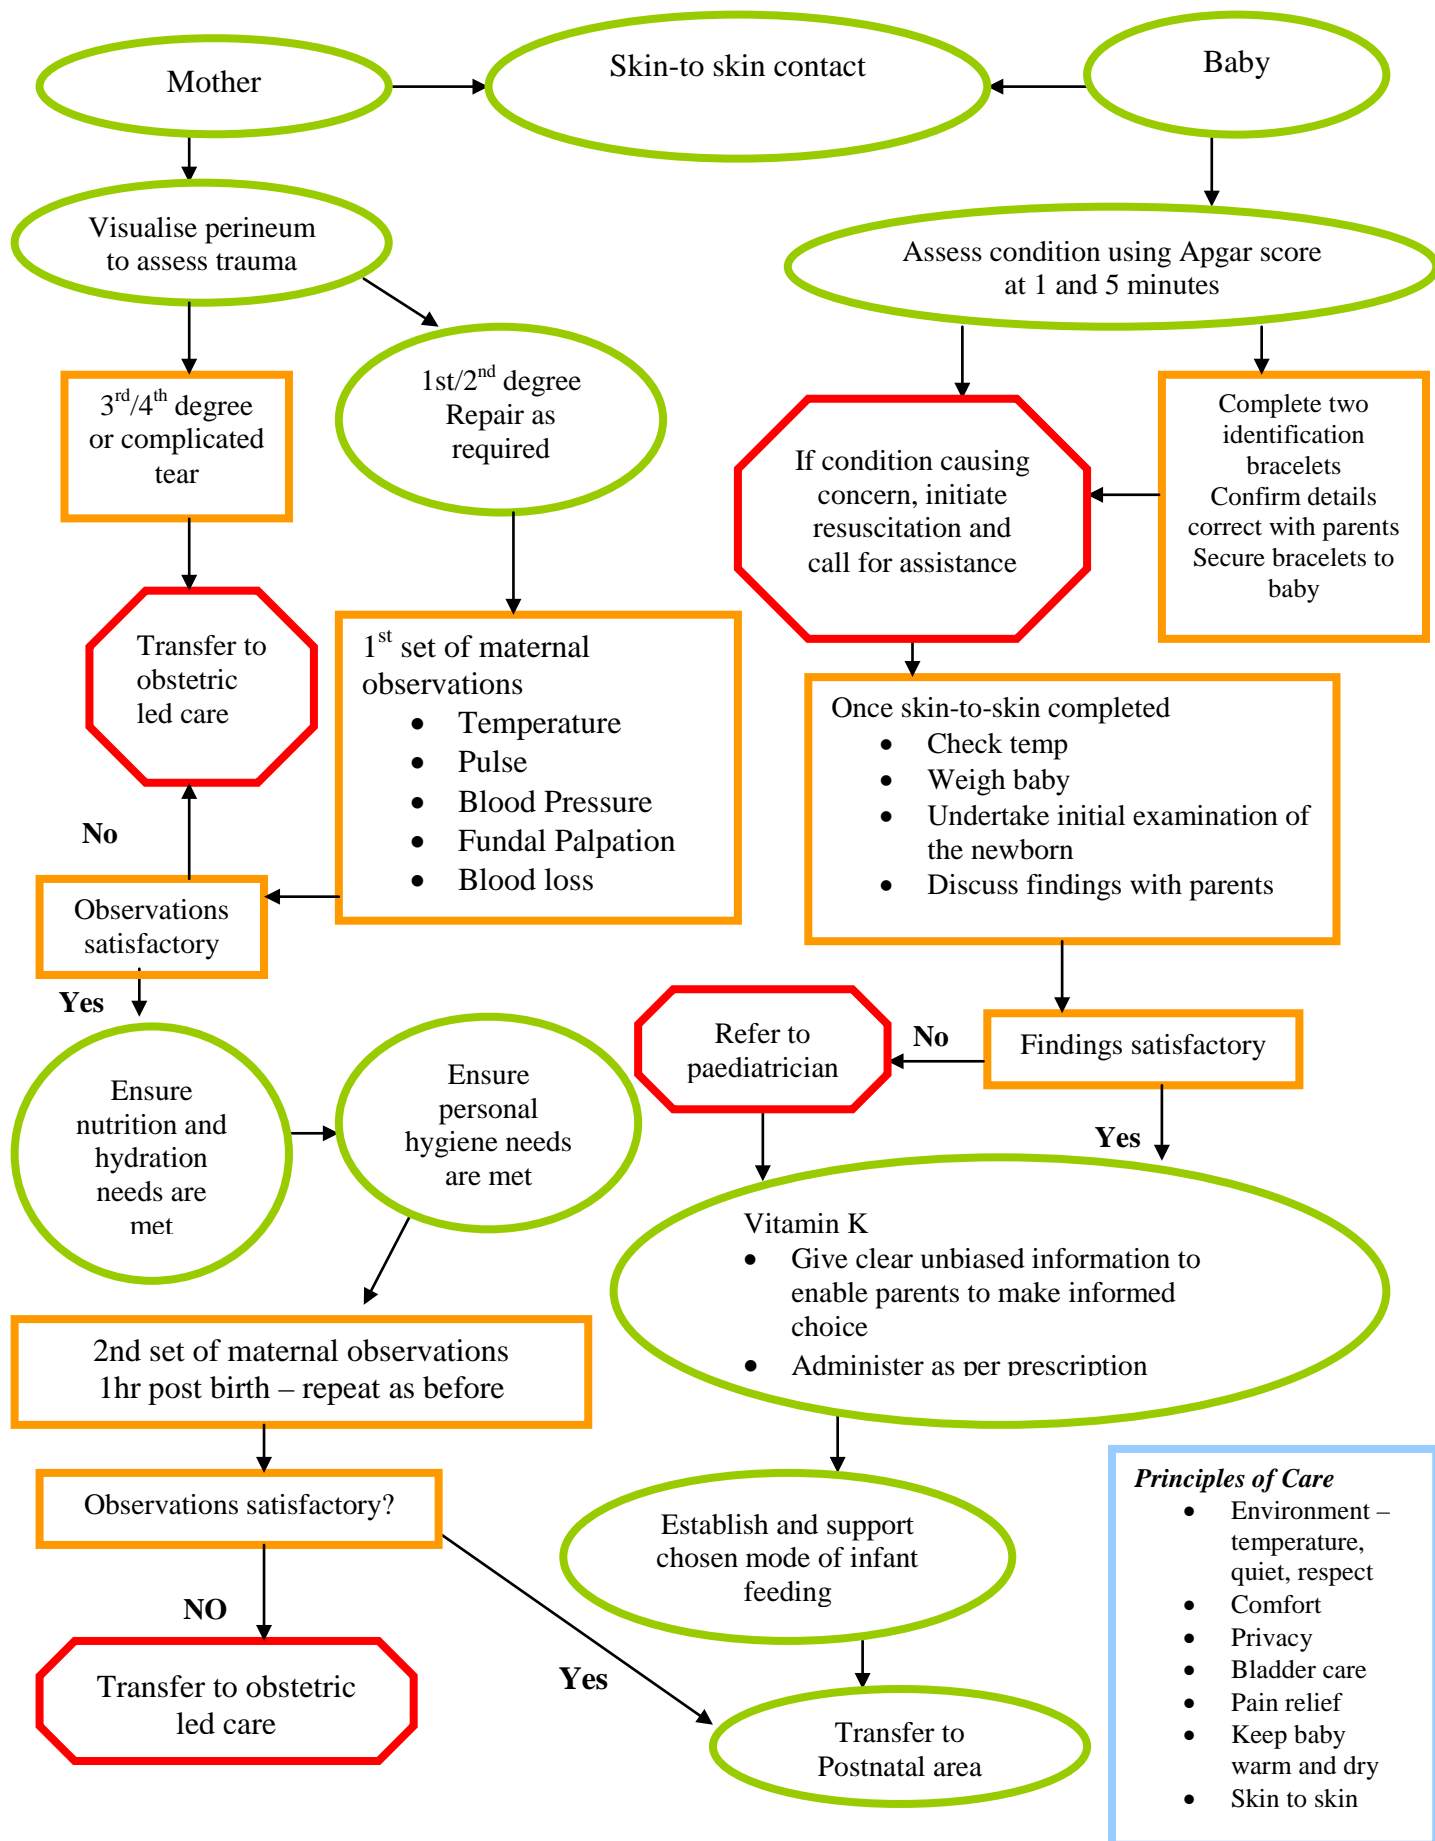 Mother
Skin-to skin contact
Baby
Visualise perineum
to assess trauma
Assess condition using Apgar score
at 1 and 5 minutes
3rd/4th degree
or complicated
tear
1st/2nd degree
Repair as
required
If condition causing
concern, initiate
resuscitation and
call for assistance
Complete two
identification
bracelets
Confirm details
correct with parents
Secure bracelets to
baby
Transfer to
obstetric
led care
1st set of maternal
observations
• Temperature
• Pulse
• Blood Pressure
• Fundal Palpation
• Blood loss
Once skin-to-skin completed
• Check temp
• Weigh baby
• Undertake initial examination of
the newborn
• Discuss findings with parents
No
Observations
satisfactory
Yes
Refer to
paediatrician
No
Findings satisfactory
Yes
Ensure
nutrition and
hydration
needs are
met
Ensure
personal
hygiene needs
are met
Vitamin K
• Give clear unbiased information to
enable parents to make informed
choice
• Administer as per prescription
2nd set of maternal observations
1hr post birth – repeat as before
Observations satisfactory?
Establish and support
chosen mode of infant
feeding
NO
Yes
Transfer to obstetric
led care
Transfer to
Postnatal area
Principles of Care
• Environment –
temperature,
quiet, respect
• Comfort
• Privacy
• Bladder care
• Pain relief
• Keep baby
warm and dry
• Skin to skin